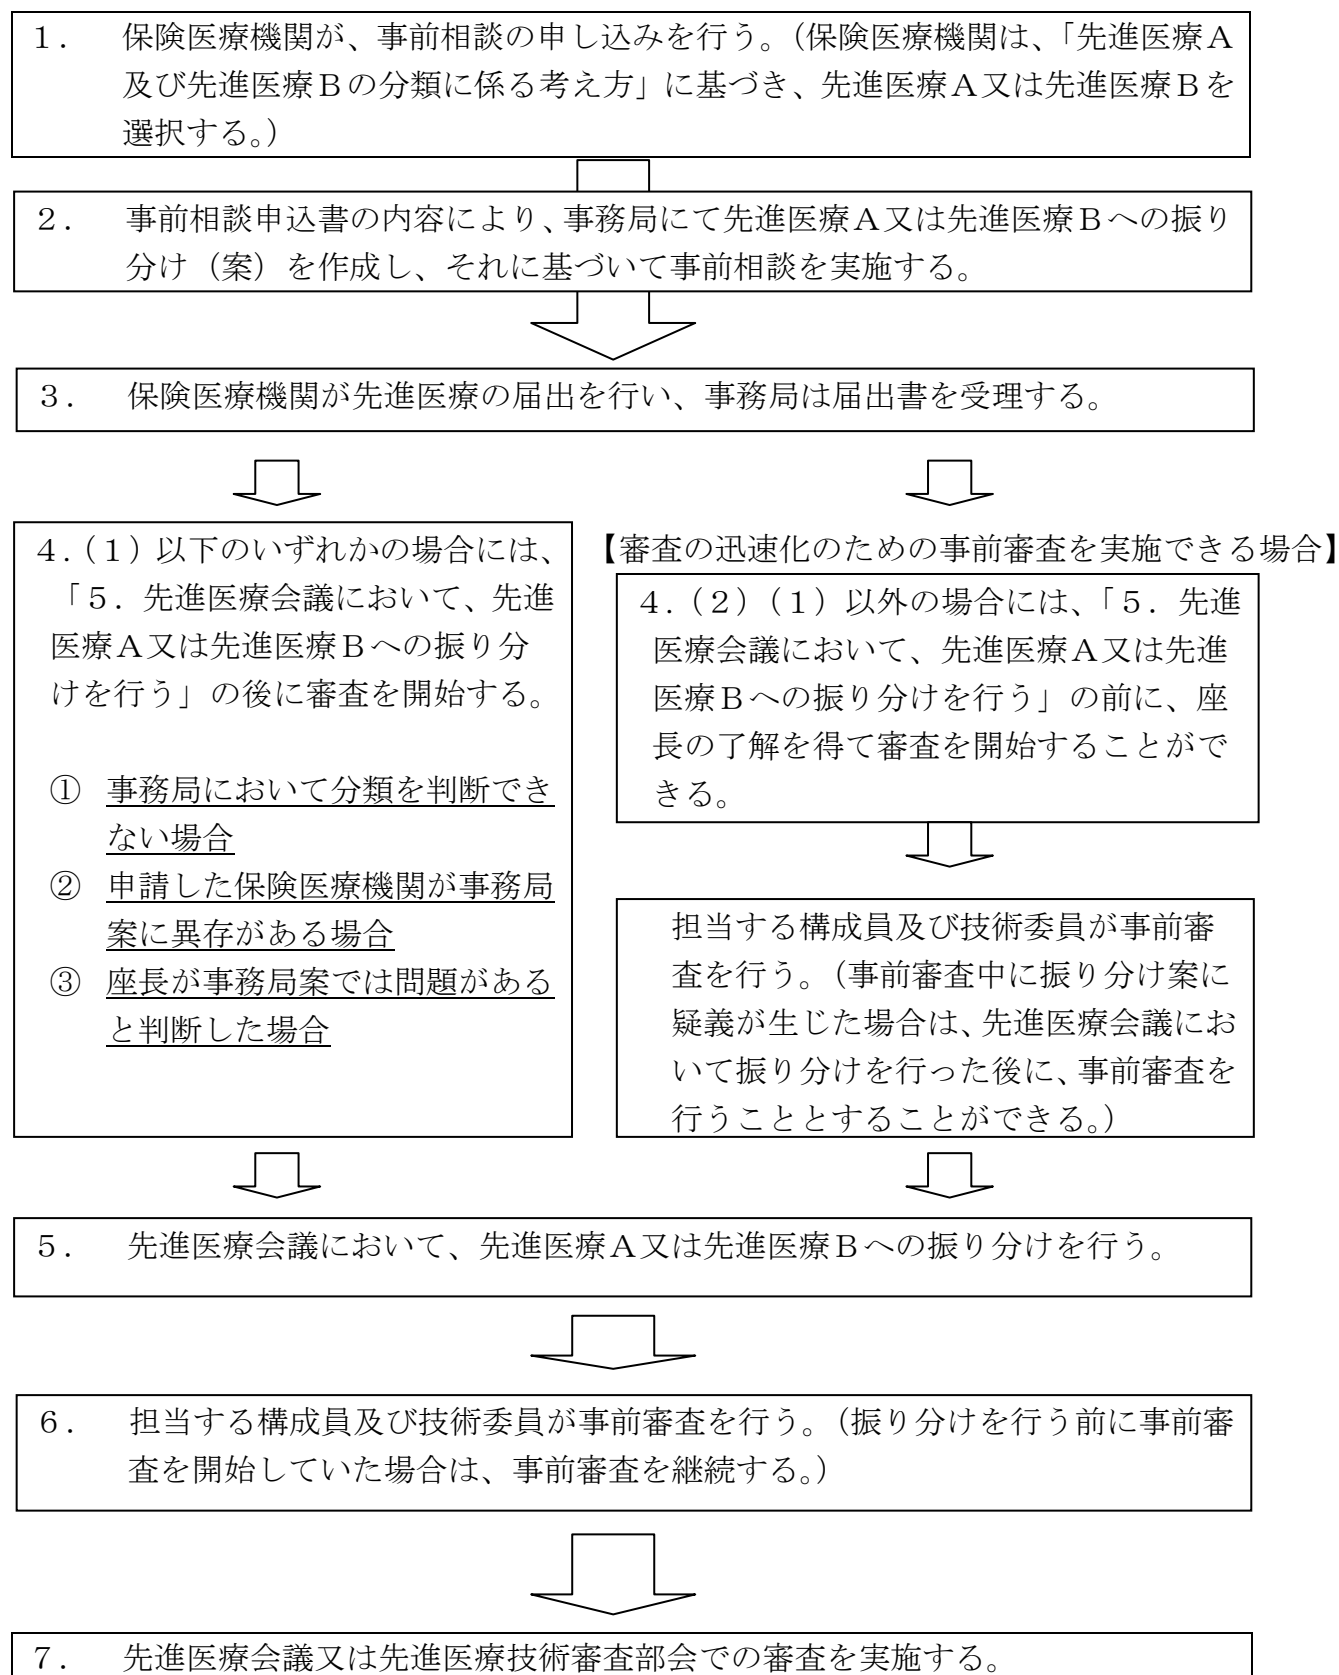 １．　保険医療機関が、事前相談の申し込みを行う。（保険医療機関は、「先進医療Ａ
及び先進医療Ｂの分類に係る考え方」に基づき、先進医療Ａ又は先進医療Ｂを
選択する。）
２．　事前相談申込書の内容により、事務局にて先進医療Ａ又は先進医療Ｂへの振り
分け（案）を作成し、それに基づいて事前相談を実施する。
３．　保険医療機関が先進医療の届出を行い、事務局は届出書を受理する。
４．（１）以下のいずれかの場合には、
「５．先進医療会議において、先進
医療Ａ又は先進医療Ｂへの振り分
けを行う」の後に審査を開始する。
①　事務局において分類を判断でき
ない場合
②　申請した保険医療機関が事務局
案に異存がある場合
③　座長が事務局案では問題がある
と判断した場合
【審査の迅速化のための事前審査を実施できる場合】
４．（２）（１）以外の場合には、「５．先進
医療会議において、先進医療Ａ又は先進
医療Ｂへの振り分けを行う」の前に、座
長の了解を得て審査を開始することがで
きる。
担当する構成員及び技術委員が事前審
査を行う。（事前審査中に振り分け案に
疑義が生じた場合は、先進医療会議にお
いて振り分けを行った後に、事前審査を
行うこととすることができる。）
５．　先進医療会議において、先進医療Ａ又は先進医療Ｂへの振り分けを行う。
６．　担当する構成員及び技術委員が事前審査を行う。（振り分けを行う前に事前審
査を開始していた場合は、事前審査を継続する。）
７．　先進医療会議又は先進医療技術審査部会での審査を実施する。